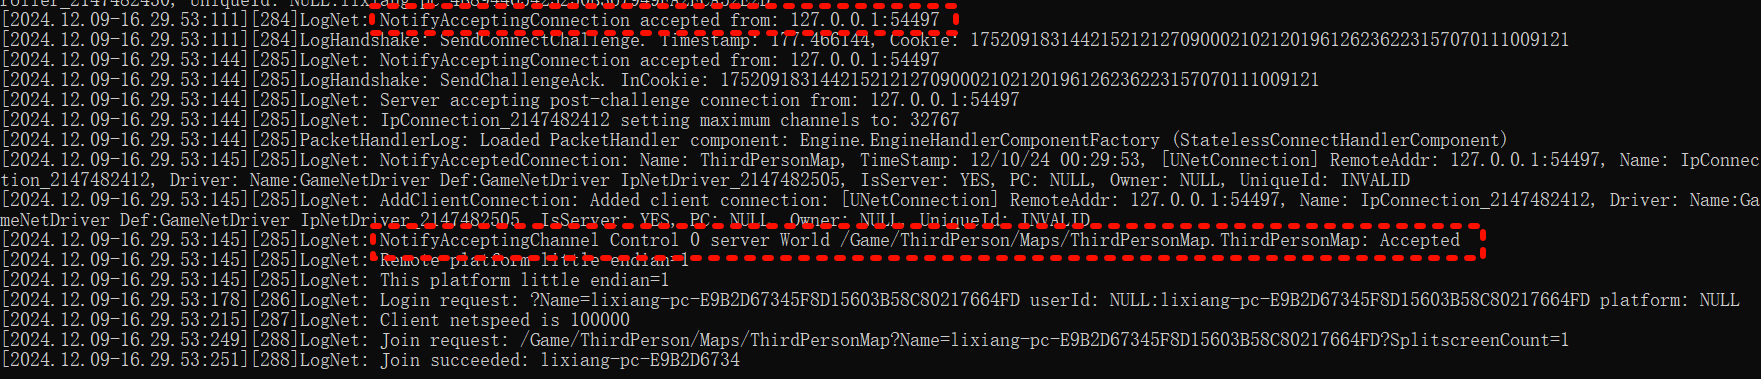 [2024.12.09-16.29.53:111][284]LogNet: NotifyAcceptingConnection accepted from: 127.0.0.1:54497
[2024.12.09-16.29.53:111][284]LogHandshake: SendConnectChallenge. Timestamp: 177.466144, Cookie: 175209183144215212127090002102120196126236223157070111009121
[2024.12.09-16.29.53:144][285]LogNet: NotifyAcceptingConnection accepted from: 127.0.0.1:54497
[2024.12.09-16.29.53:144][285]LogHandshake: SendChallengeAck. InCookie: 175209183144215212127090002102120196126236223157070111009121
[2024.12.09-16.29.53:144][285]LogNet: Server accepting post-challenge connection from: 127.0.0.1:54497
[2024.12.09-16.29.53:144][285]LogNet: IpConnection_2147482412 setting maximum channels to: 32767
[2024.12.09-16.29.53:144][285]PacketHandlerLog: Loaded PacketHandler component: Engine.EngineHandlerComponentFactory (StatelessConnectHandlerComponent)
[2024.12.09-16.29.53:145][285]LogNet: NotifyAcceptedConnection: Name: ThirdPersonMap, TimeStamp: 12/10/24 00:29:53, [UNetConnection] RemoteAddr: 127.0.0.1:54497, Name: IpConnec
tion_2147482412, Driver: Name:GameNetDriver Def:GameNetDriver IpNetDriver_2147482505, IsServer: YES, PC: NULL, Owner: NULL, UniqueId: INVALID
[2024.12.09-16.29.53:145][285]LogNet: AddClientConnection: Added client connection: [UNetConnection] RemoteAddr: 127.0.0.1:54497, Name: IpConnection_2147482412, Driver: Name:Ga
meNetDriver Def:GameNetDriver IpNetDriver_2147482505, IsServer: YES, PC: NULL, Owner: NULL, UniqueId: INVALID
[2024.12.09-16.29.53:145][285]LogNet: NotifyAcceptingChannel Control 0 server World /Game/ThirdPerson/Maps/ThirdPersonMap.ThirdPersonMap: Accepted
[2024.12.09-16.29.53:145][285]LogNet: Remote platform little endian=1
[2024.12.09-16.29.53:145][285]LogNet: This platform little endian=1
[2024.12.09-16.29.53:178][286]LogNet: Login request: ?Name=lixiang-pc-E9B2D67345F8D15603B58C80217664FD userId: NULL:lixiang-pc-E9B2D67345F8D15603B58C80217664FD platform: NULL
[2024.12.09-16.29.53:215][287]LogNet: Client netspeed is 100000
[2024.12.09-16.29.53:249][288]LogNet: Join request: /Game/ThirdPerson/Maps/ThirdPersonMap?Name=lixiang-pc-E9B2D67345F8D15603B58C80217664FD?SplitscreenCount=1
[2024.12.09-16.29.53:251][288]LogNet: Join succeeded: lixiang-pc-E9B2D6734